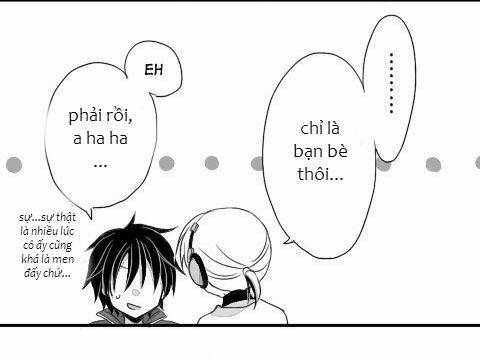 .........
chỉ là
bạn bè
thôi...
EH
phải rồi,
a ha ha
...
sự...sự thật
là nhiều lúc
cô ấy cũng
khá là men
đấy chứ...